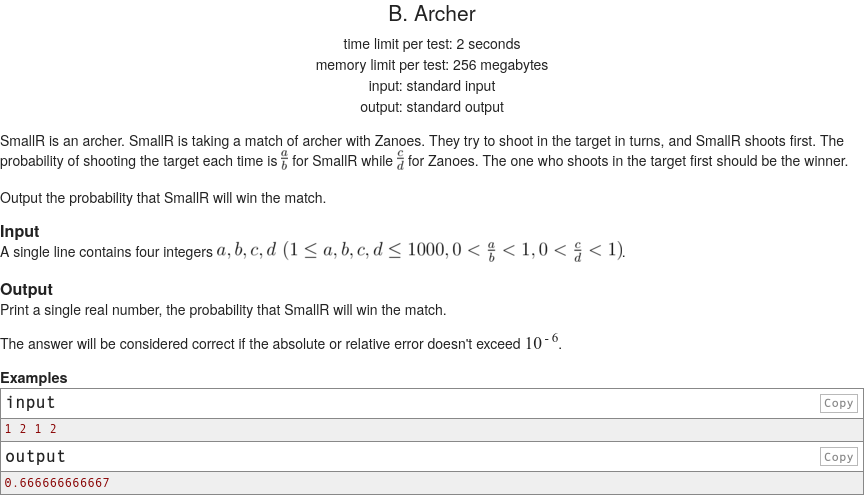 B. Archer
time limit per test: 2 seconds
memory limit per test: 256 megabytes
input: standard input
output: standard output
SmallR is an archer. SmallR is taking a match of archer with Zanoes. They try to shoot in the target in turns, and SmallR shoots first. The
probability of shooting the target each time is a/b for SmallR while c/d for Zanoes. The one who shoots in the target first should be the winner.
Output the probability that SmallR will win the match.
Input
A single line contains four integers a, b, c, d (1 ≤ a, b, c, d ≤ 1000, 0 < a/b < 1, 0 < c/d < 1).
Output
Print a single real number, the probability that SmallR will win the match.
The answer will be considered correct if the absolute or relative error doesn't exceed 10^-6.
Examples
input Copy
1 2 1 2
output Copy
0.666666666667